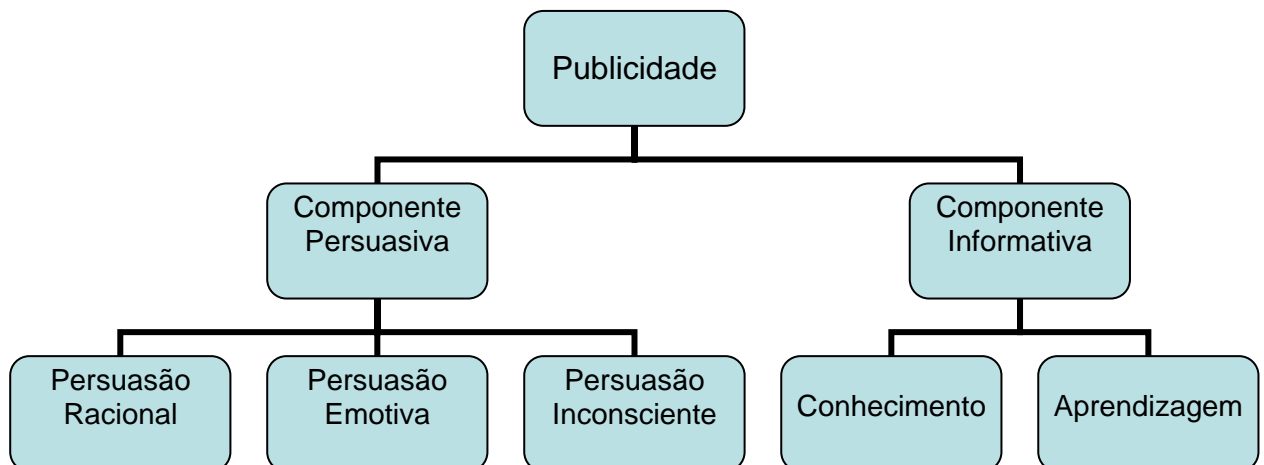 Publicidade
Componente
Persuasiva
Componente
Informativa
Persuasão
Racional
Persuasão
Emotiva
Persuasão
Inconsciente
Conhecimento
Aprendizagem